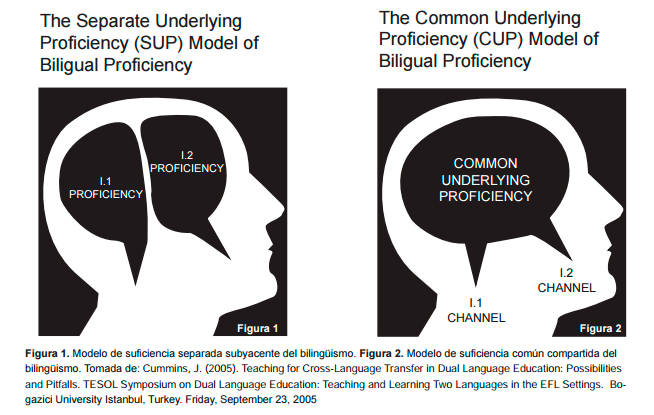 The Separate Underlying
Proficiency (SUP) Model of
Biligual Proficiency
I.1
PROFICIENCY
I.2
PROFICIENCY
Figura 1
The Common Underlying
Proficiency (CUP) Model of
Biligual Proficiency
COMMON
UNDERLYING
PROFICIENCY
I.1
CHANNEL
I.2
CHANNEL
Figura 2
Figura 1. Modelo de suficiencia separada subyacente del bilingüismo. Figura 2. Modelo de suficiencia común compartida del
bilingüismo. Tomada de: Cummins, J. (2005). Teaching for Cross-Language Transfer in Dual Language Education: Possibilities
and Pitfalls. TESOL Symposium on Dual Language Education: Teaching and Learning Two Languages in the EFL Settings. Bo-
gazici University Istanbul, Turkey. Friday, September 23, 2005